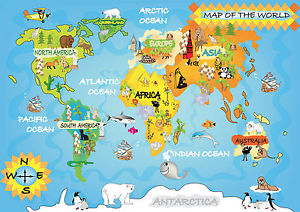 ARCTIC
OCEAN
MAP OF THE WORLD
NORTH AMERICA
EUROPE
ASIA
ATLANTIC
OCEAN
AFRICA
PACIFIC
OCEAN
SOUTH AMERICA
INDIAN OCEAN
AUSTRALIA
N
W
E
S
ANTARCTICA